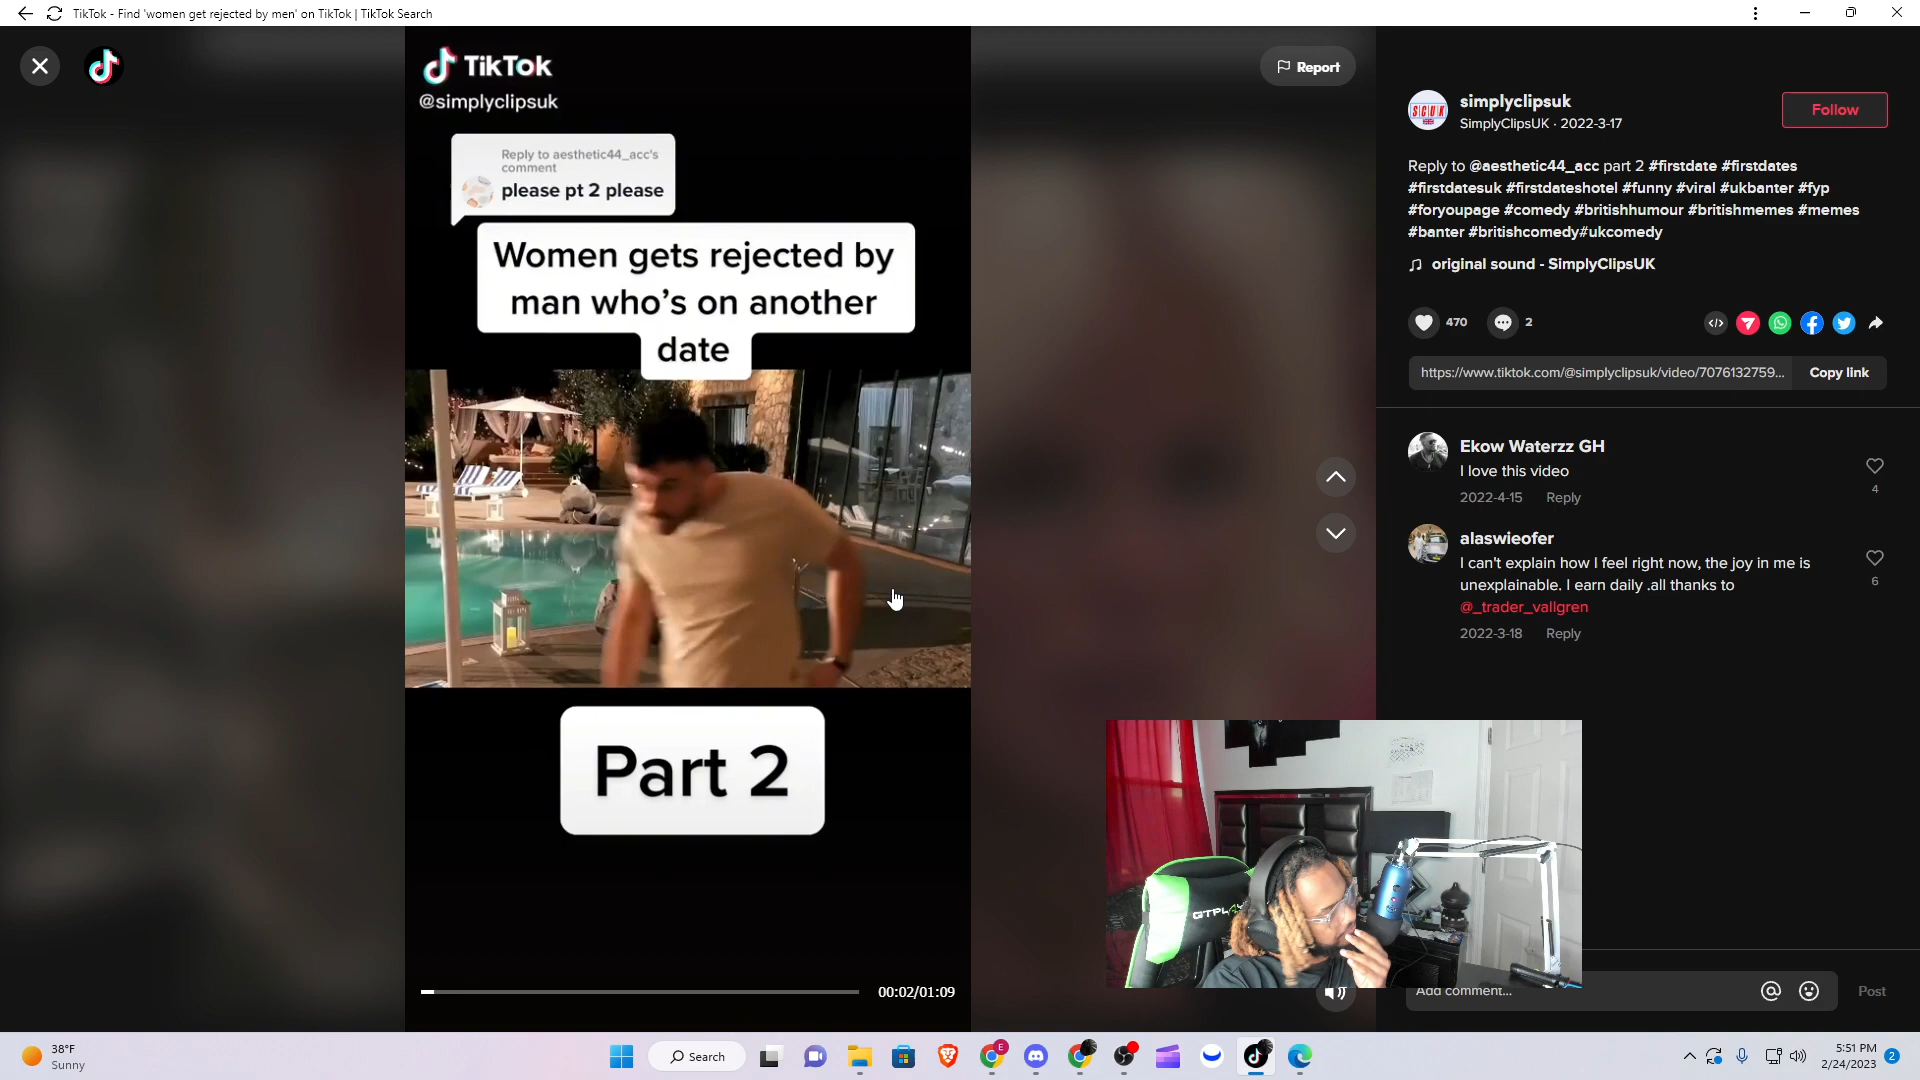 TikTok - Find 'women get rejected by men' on TikTok | TikTok Search
TikTok
@simplyclipsuk
Reply to aesthetic44_acc's
comment
please pt 2 please
Women gets rejected by
man who's on another
date
Part 2
00:02/01:09
Report
SCUK
simplyclipsuk
SimplyClipsUK · 2022-3-17
Follow
Reply to @aesthetic44_acc part 2 #firstdate #firstdates
#firstdatesuk #firstdateshotel #funny #viral #ukbanter #fyp
#foryoupage #comedy #britishhumour #britishmemes #memes
#banter #britishcomedy#ukcomedy
original sound - SimplyClipsUK
470
2
https://www.tiktok.com/@simplyclipsuk/video/7076132759...
Copy link
Ekow Waterzz GH
I love this video
2022-4-15 Reply
4
alaswieofer
I can't explain how I feel right now, the joy in me is
unexplainable. I earn daily .all thanks to
@_trader_vallgren
2022-3-18 Reply
6
GTPLAY
Add comment...
Post
38°F
Sunny
Search
E
5:51 PM
2/24/2023
2